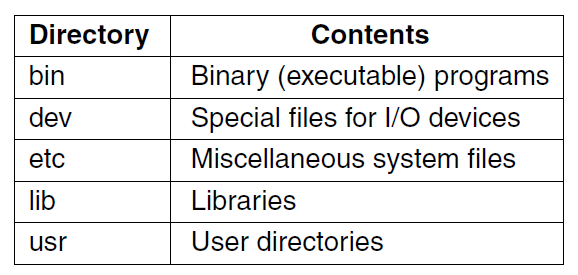 Directory Contents
bin Binary (executable) programs
dev Special files for I/O devices
etc Miscellaneous system files
lib Libraries
usr User directories